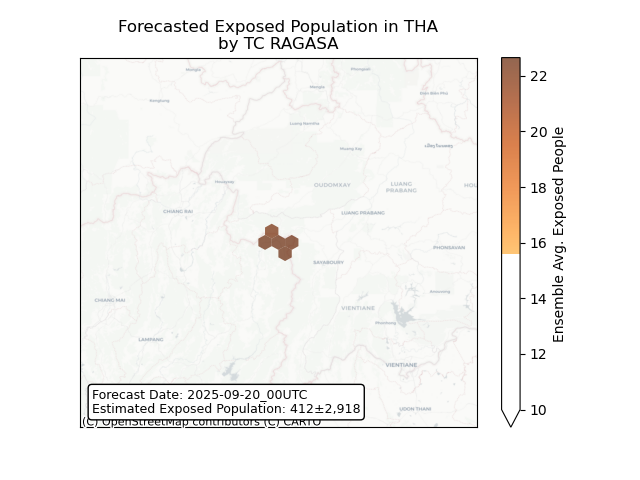 Forecasted Exposed Population in THA
by TC RAGASA
CHIANG RAI
OUDOMXAY
LUANG
PRABANG
HOU
LUANG PRABANG
SAYABOURY
PHONSAVAN
CHIANG MAI
VIENTIANE
LAMPANG
VIENTIANE
UDON THANI
Forecast Date: 2025-09-20_00UTC
Estimated Exposed Population: 412±2,918
(C) OpenStreetMap contributors (C) CARTO
22
20
18
16
14
12
10
Ensemble Avg. Exposed People